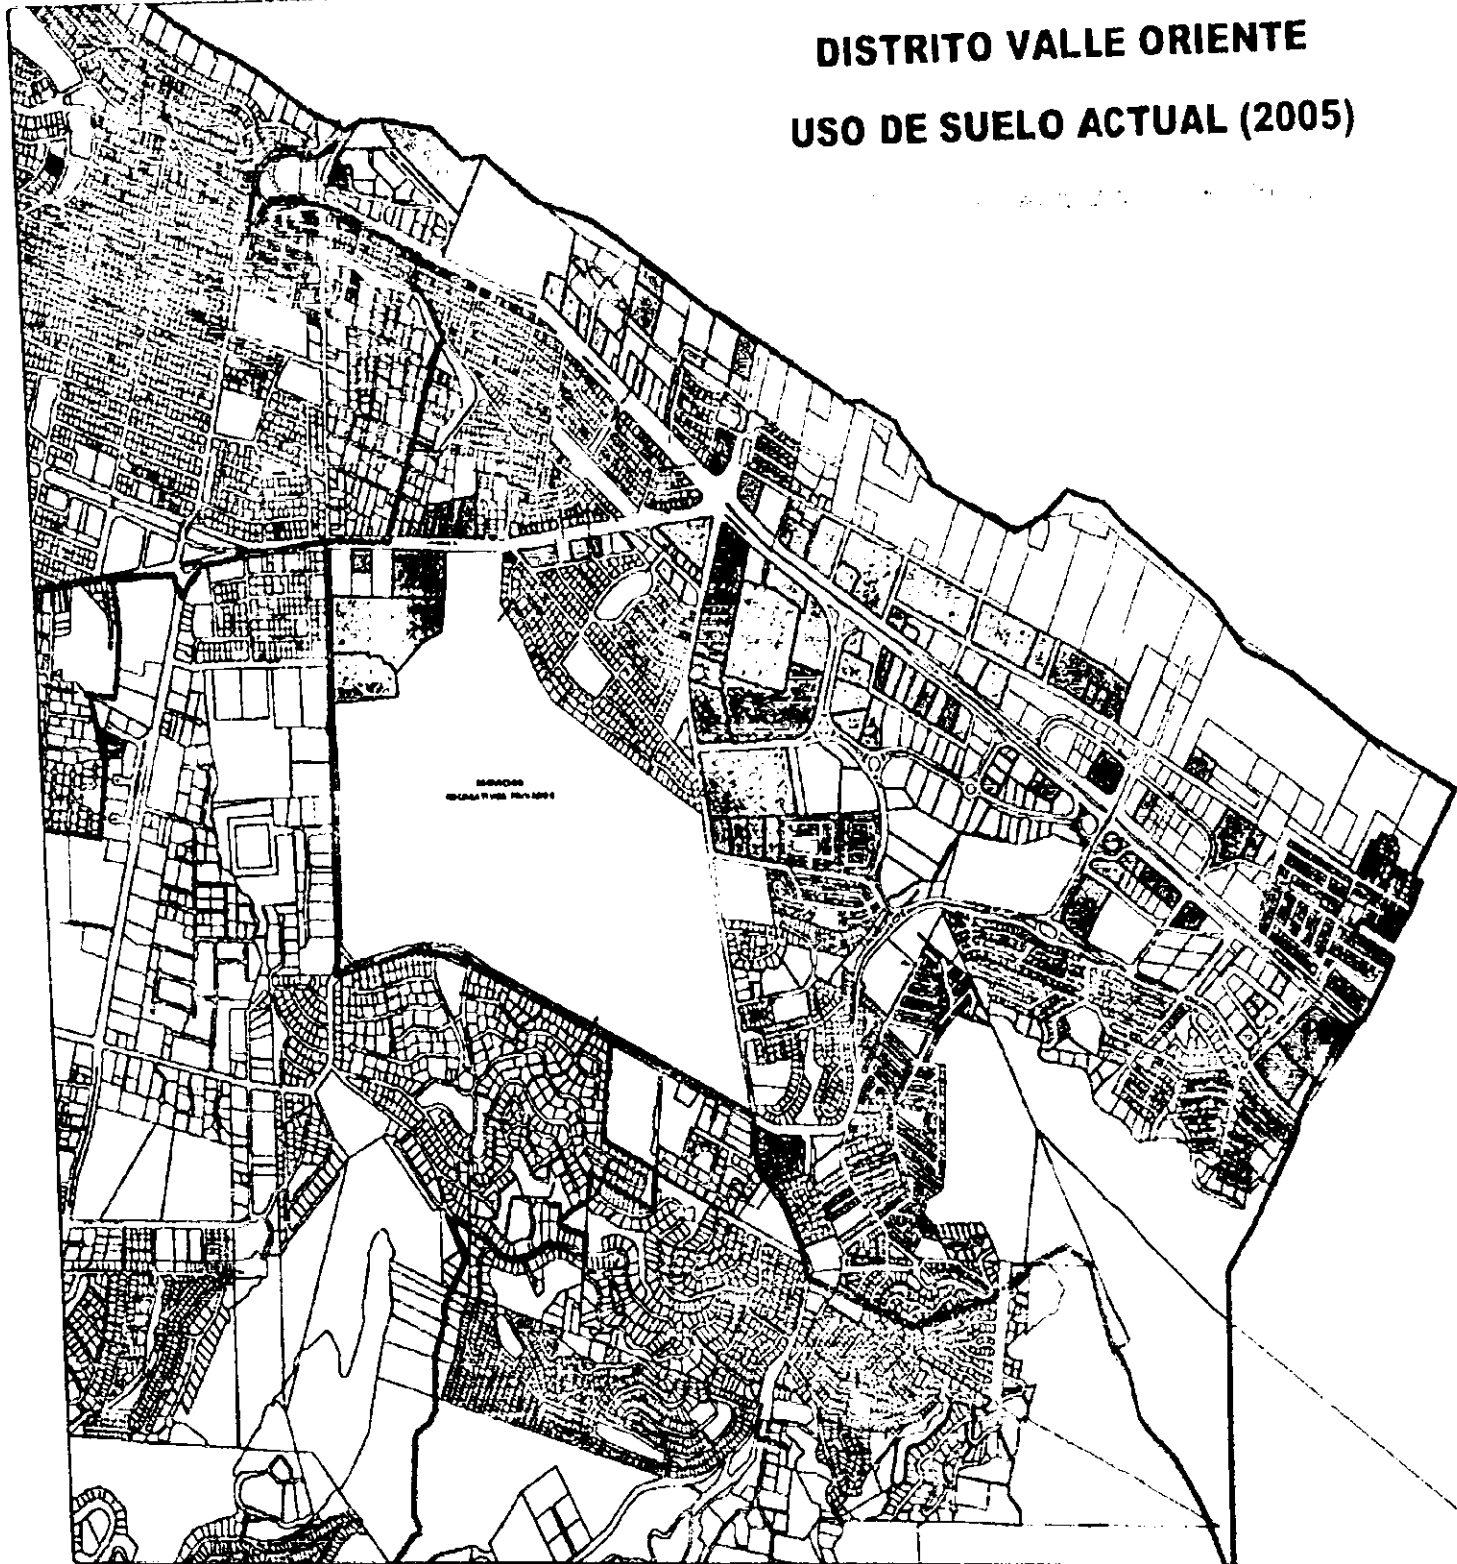 DISTRITO VALLE ORIENTE
USO DE SUELO ACTUAL (2005)